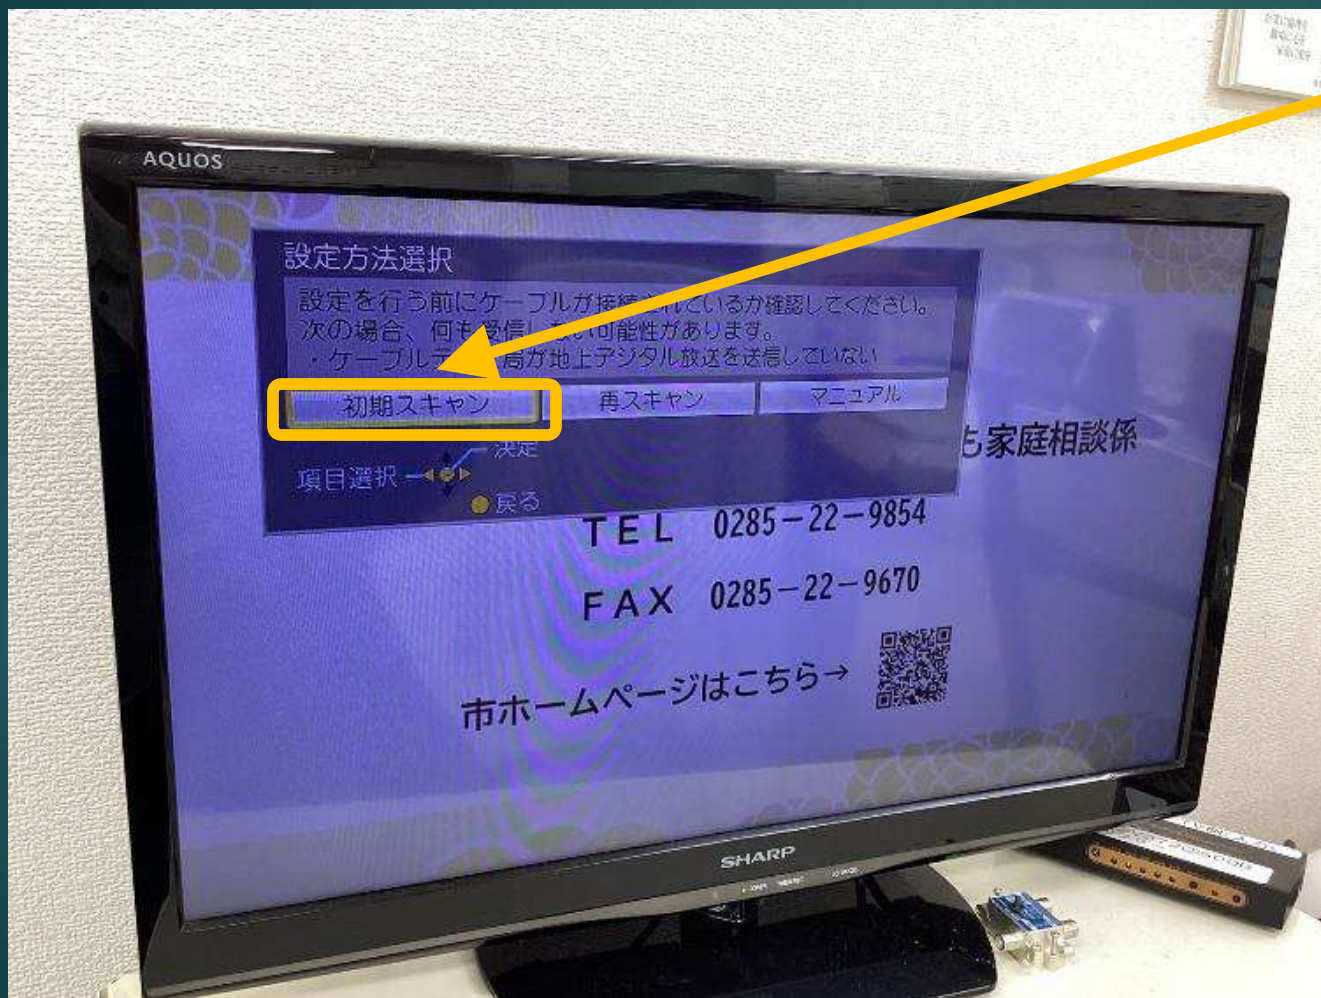 AQUOS
設定方法選択
設定を行う前にケーブルが接続されているか確認してください。
次の場合、何も受信しない可能性があります。
・ケーブルテ 局が地上デジタル放送を送信していない
初期スキャン
再スキャン
マニュアル
決定
項目選択
戻る
も家庭相談係
TEL 0285-22-9854
FAX 0285-22-9670
市ホームページはこちら→
SHARP